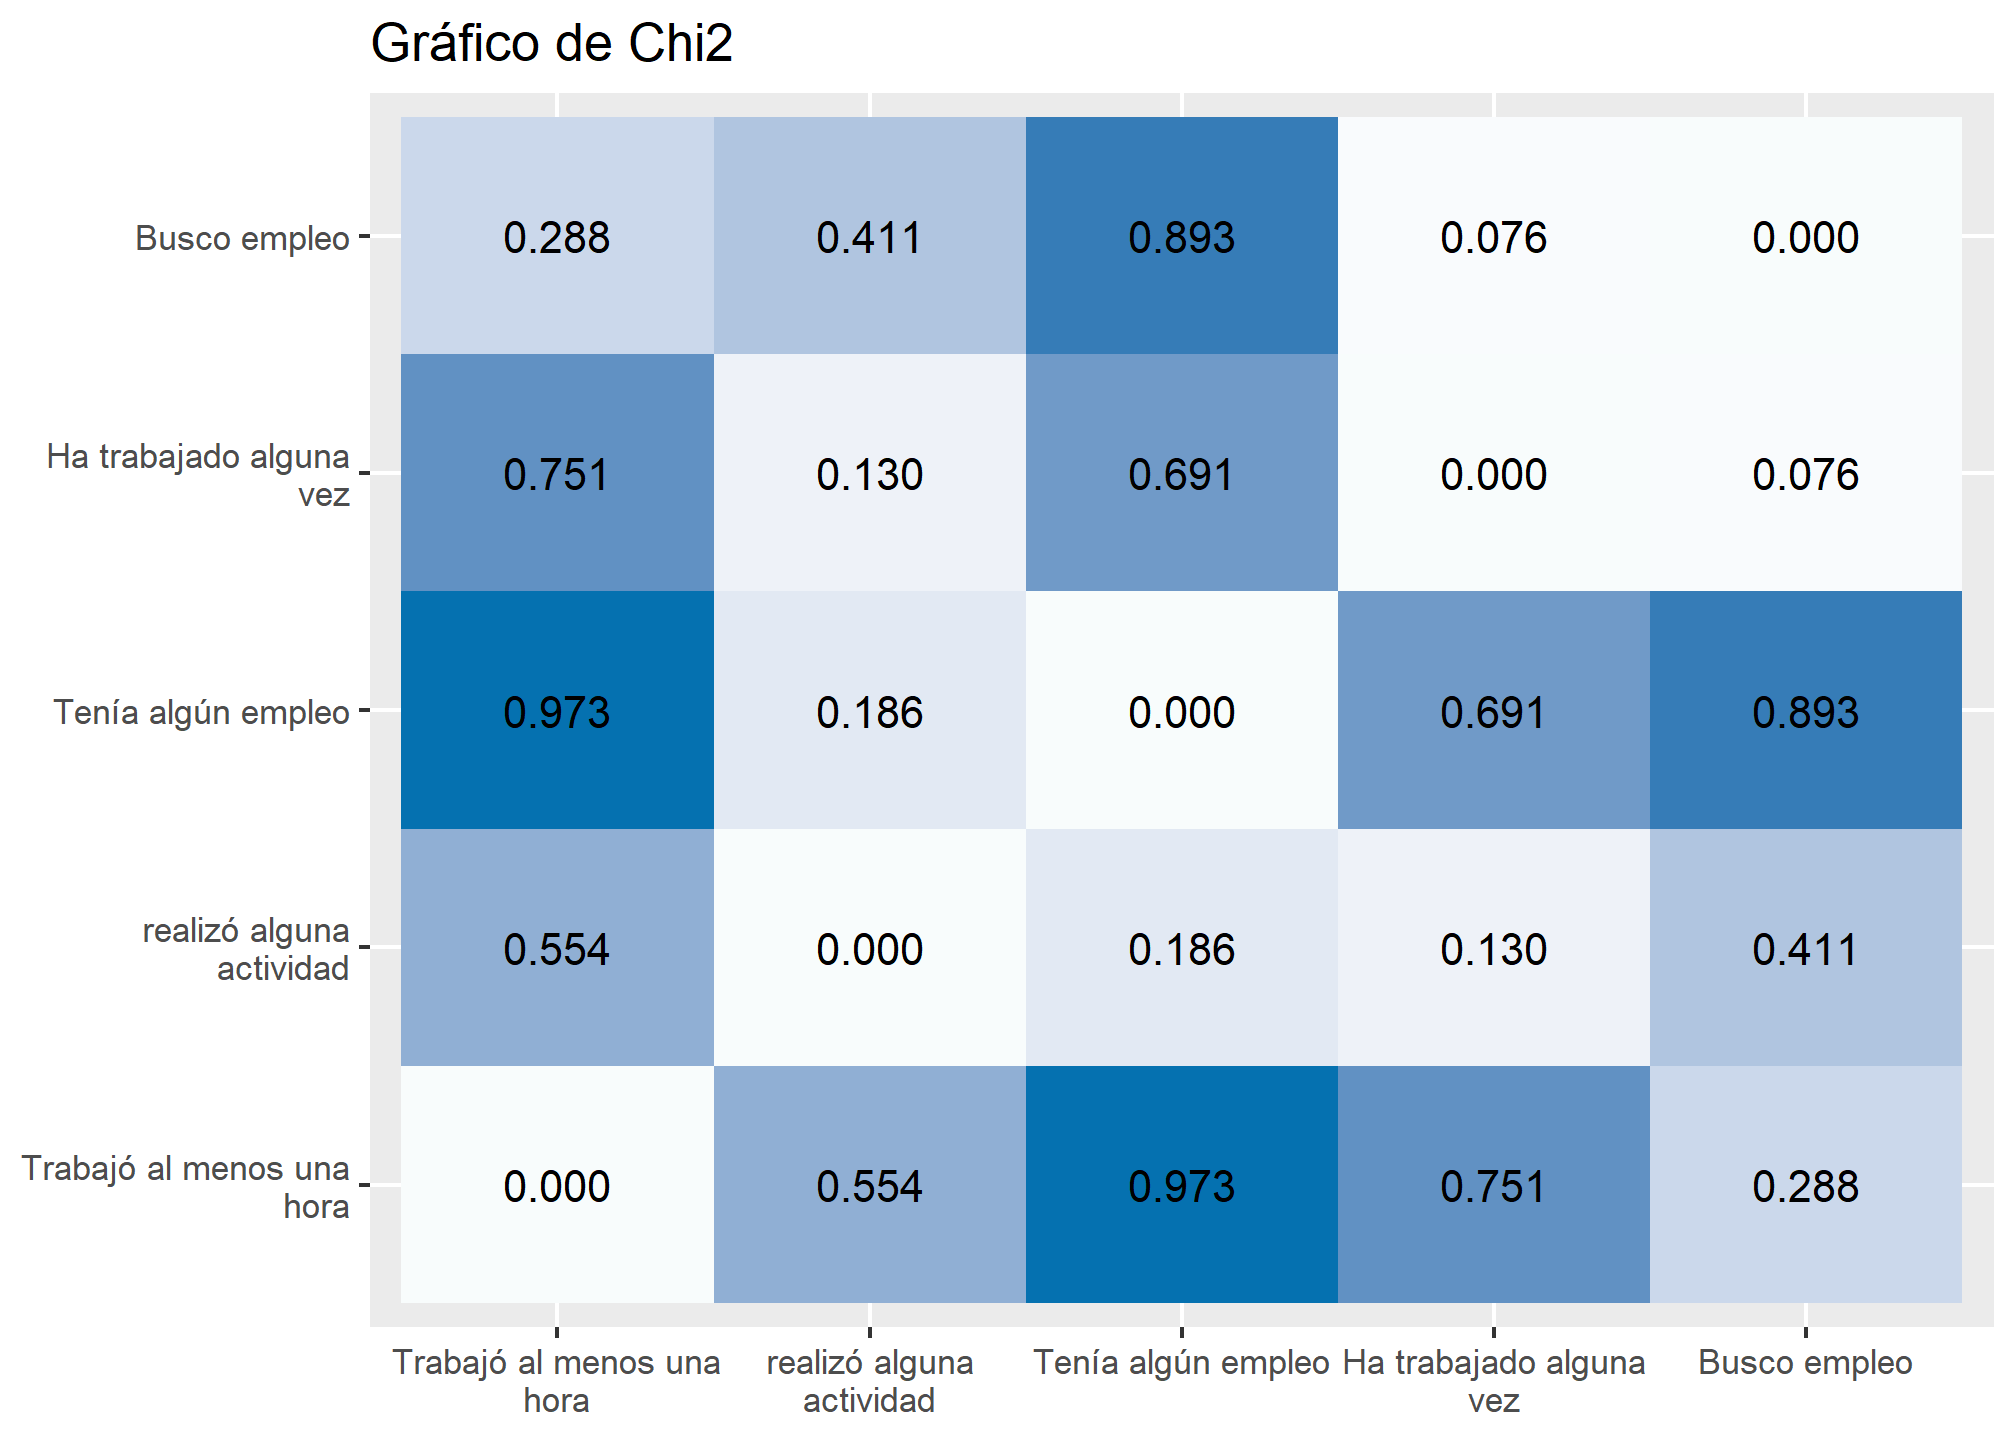 Gráfico de Chi2
Busco empleo
0.288 0.411 0.893 0.076 0.000
Ha trabajado alguna
vez
0.751 0.130 0.691 0.000 0.076
Tenía algún empleo
0.973 0.186 0.000 0.691 0.893
realizó alguna
actividad
0.554 0.000 0.186 0.130 0.411
Trabajó al menos una
hora
0.000 0.554 0.973 0.751 0.288
Trabajó al menos una
hora
realizó alguna
actividad
Tenía algún empleo
Ha trabajado alguna
vez
Busco empleo